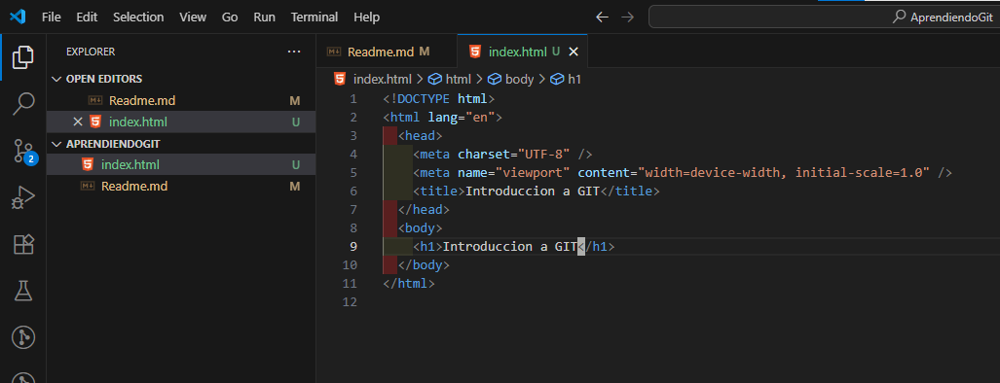 File Edit Selection View Go Run Terminal Help
AprendiendoGit
EXPLORER
OPEN EDITORS
Readme.md M
index.html U
APRENDIENDOGIT
index.html U
Readme.md M
2
Readme.md M
index.html U
index.html > html > body > h1
1 <!DOCTYPE html>
2 <html lang="en">
3 <head>
4 <meta charset="UTF-8" />
5 <meta name="viewport" content="width=device-width, initial-scale=1.0" />
6 <title>Introduccion a GIT</title>
7 </head>
8 <body>
9 <h1>Introduccion a GIT</h1>
10 </body>
11 </html>
12